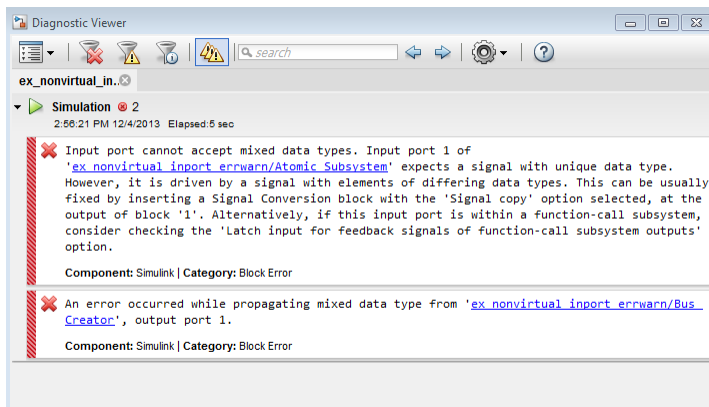 Diagnostic Viewer
search
ex_nonvirtual_in..
Simulation 2
2:56:21 PM 12/4/2013 Elapsed:5 sec
Input port cannot accept mixed data types. Input port 1 of
'ex_nonvirtual_inport_errwarn/Atomic Subsystem' expects a signal with unique data type.
However, it is driven by a signal with elements of differing data types. This can be usually
fixed by inserting a Signal Conversion block with the 'Signal copy' option selected, at the
output of block '1'. Alternatively, if this input port is within a function-call subsystem,
consider checking the 'Latch input for feedback signals of function-call subsystem outputs'
option.
Component: Simulink | Category: Block Error
An error occurred while propagating mixed data type from 'ex_nonvirtual_inport_errwarn/Bus
Creator', output port 1.
Component: Simulink | Category: Block Error